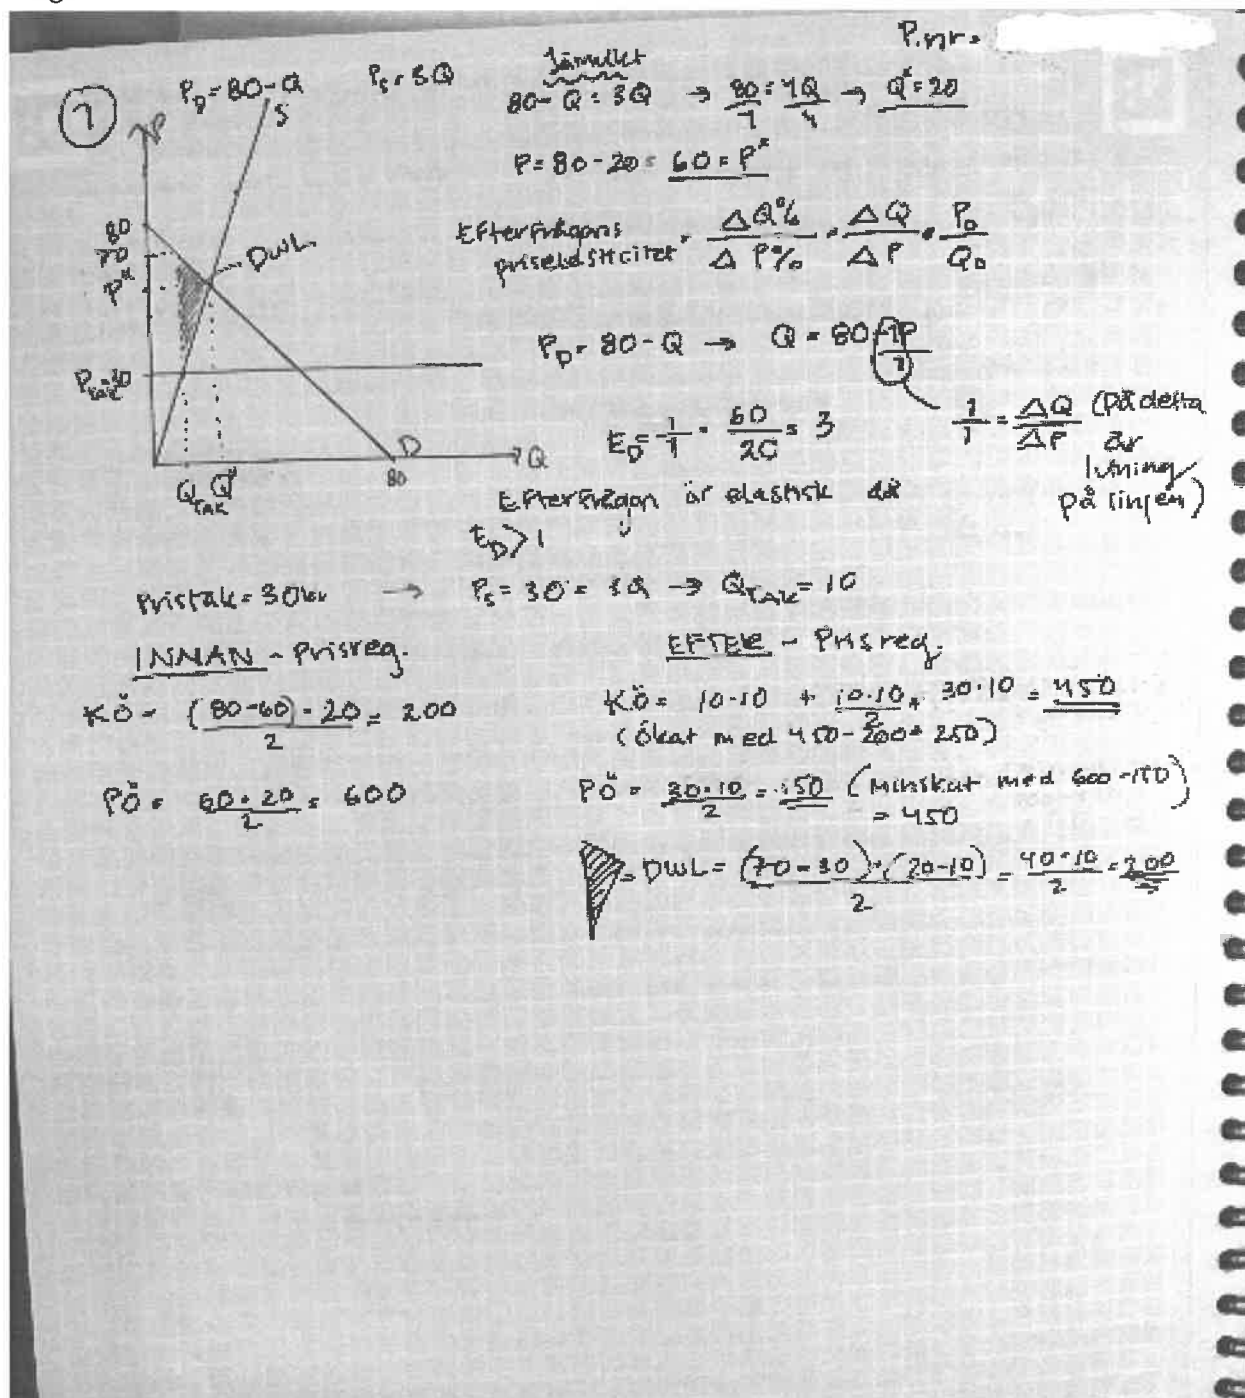 P.nr=
1
P_D = 80-Q
P_s = 3Q
Jämvikt
80-Q = 3Q → 80/1 = 4Q/4 → Q* = 20
P = 80-20 = 60 = P*
P
S
80
70
P*
P_tak=30
DWL
D
80
Q
Q_TAK Q*
Efterfrågans priselasticitet = ΔQ%/ΔP% = ΔQ/ΔP · P_0/Q_0
P_D = 80-Q → Q = 80 -1P/1
1/1 = ΔQ/ΔP (På detta
är
lutning
på linjen)
E_D = 1/1 · 60/20 = 3
Efterfrågan är elastisk då
E_D > 1
Pristak = 30kr → P_s = 30 = 3Q → Q_TAK = 10
INNAN - Prisreg.
KÖ = (80-60)·20/2 = 200
PÖ = 60·20/2 = 600
EFTER - Prisreg.
KÖ = 10·10 + 10·10/2 + 30·10 = 450
(Ökat med 450-200= 250)
PÖ = 30·10/2 = 150 (Minskat med 600-150)
= 450
= DWL = (70-30)·(20-10)/2 = 40·10/2 = 200